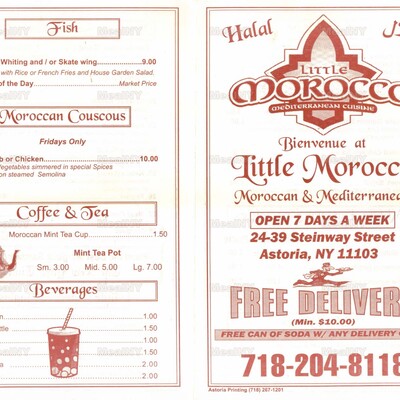 Fish
Whiting and / or Skate wing 9.00
with Rice or French Fries and House Garden Salad.
of the Day Market Price
Moroccan Couscous
Fridays Only
b or Chicken 10.00
Vegetables simmered in special Spices
on steamed Semolina
Coffee & Tea
Moroccan Mint Tea Cup 1.50
Mint Tea Pot
Sm. 3.00 Mid. 5.00 Lg. 7.00
Beverages
1.00
ttle 1.50
1.00
1.50
2.00
2.00
Halal
LITTLE
MOROCCO
MEDITERRANEAN CUISINE
Bienvenue at
Little Morocc
Moroccan & Mediterranea
OPEN 7 DAYS A WEEK
24-39 Steinway Street
Astoria, NY 11103
FREE DELIVER
(Min. $10.00)
FREE CAN OF SODA W/ ANY DELIVERY O
718-204-8118
Astoria Printing (718) 267-1201